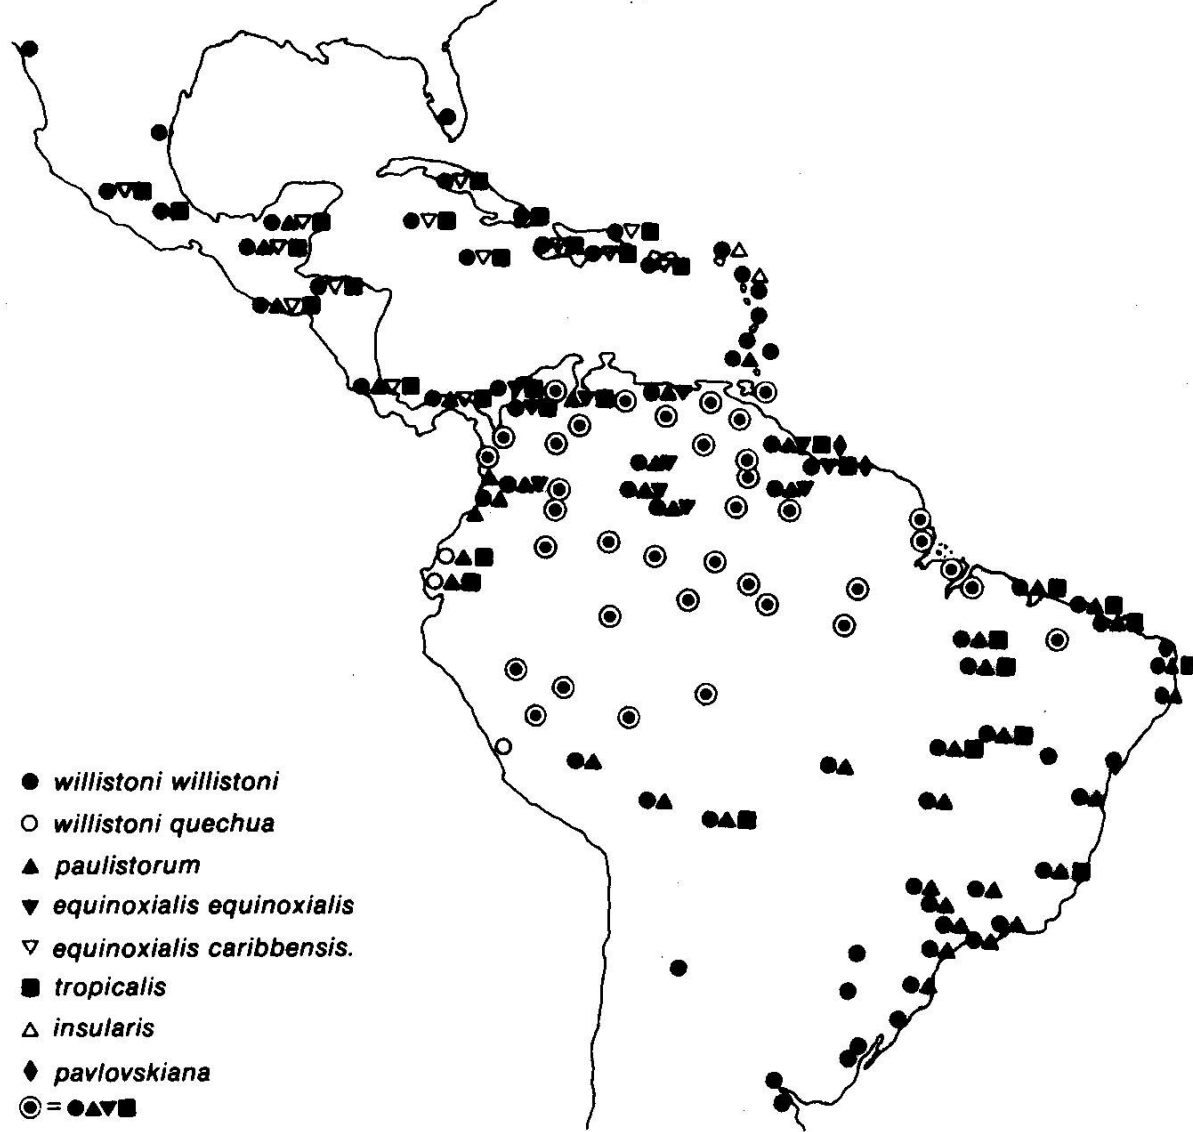 willistoni willistoni
willistoni quechua
paulistorum
equinoxialis equinoxialis
equinoxialis caribbensis.
tropicalis
insularis
pavlovskiana
=